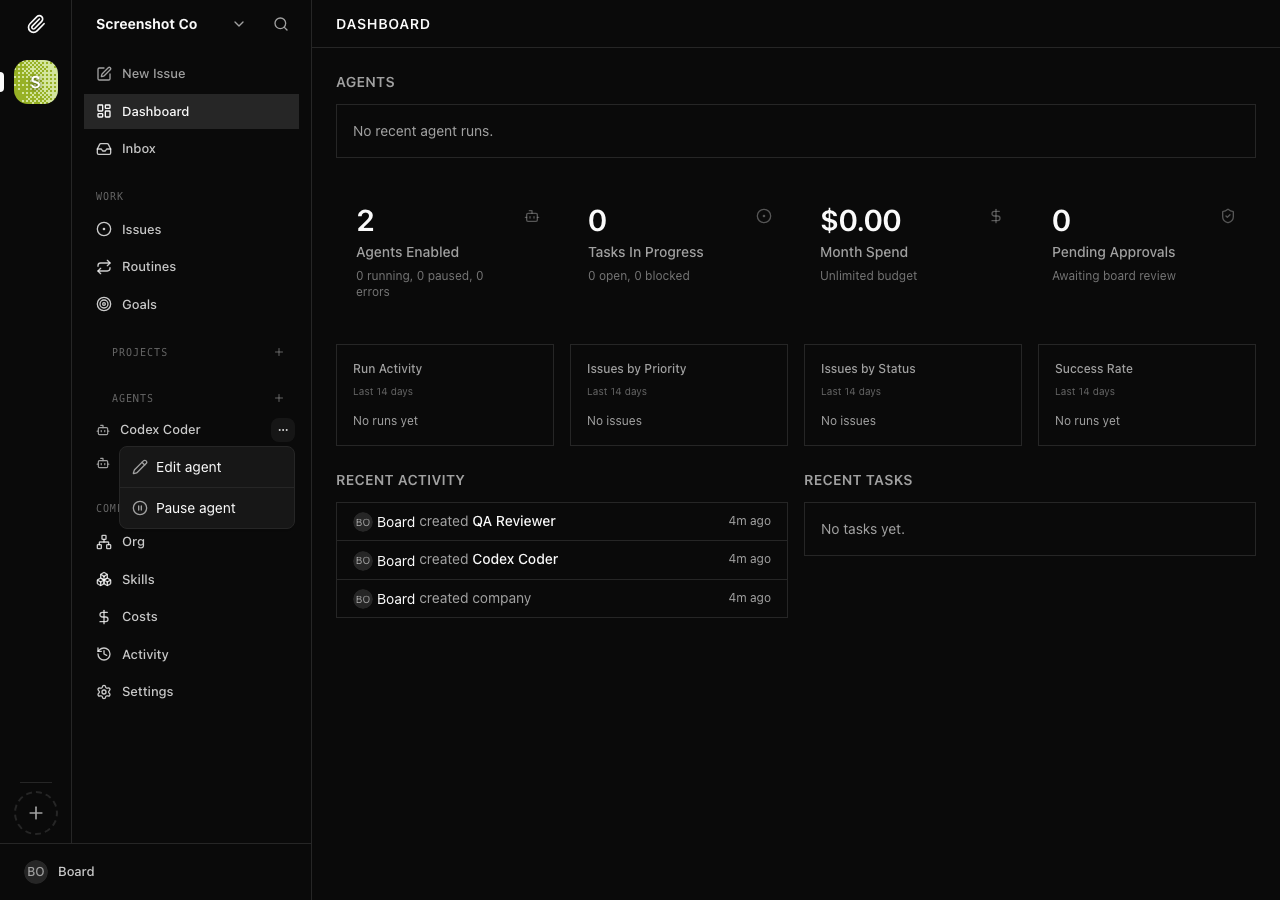 Screenshot Co
S
New Issue
Dashboard
Inbox
WORK
Issues
Routines
Goals
PROJECTS
AGENTS
Codex Coder
Edit agent
Pause agent
Org
Skills
Costs
Activity
Settings
BO Board
DASHBOARD
AGENTS
No recent agent runs.
2
Agents Enabled
0 running, 0 paused, 0
errors
0
Tasks In Progress
0 open, 0 blocked
$0.00
Month Spend
Unlimited budget
0
Pending Approvals
Awaiting board review
Run Activity
Last 14 days
No runs yet
Issues by Priority
Last 14 days
No issues
Issues by Status
Last 14 days
No issues
Success Rate
Last 14 days
No runs yet
RECENT ACTIVITY
BO Board created QA Reviewer 4m ago
BO Board created Codex Coder 4m ago
BO Board created company 4m ago
RECENT TASKS
No tasks yet.